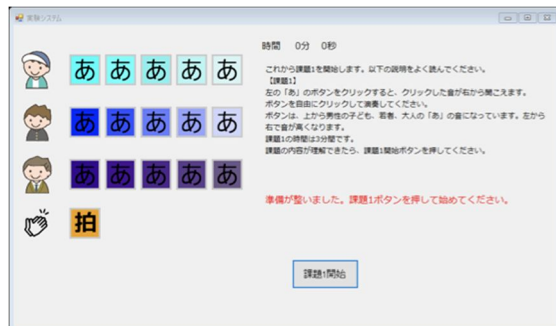 実験システム
時間 0分 0秒
これから課題1を開始します。以下の説明をよく読んでください。
【課題1】
左の「あ」のボタンをクリックすると、クリックした音が右から聞こえます。
ボタンを自由にクリックして演奏してください。
ボタンは、上から男性の子ども、若者、大人の「あ」の音になっています。左から
右で音が高くなります。
課題1の時間は3分間です。
課題の内容が理解できたら、課題1開始ボタンを押してください。
あ あ あ あ あ
あ あ あ あ あ
あ あ あ あ あ
準備が整いました。課題1ボタンを押して始めてください。
拍
課題1開始